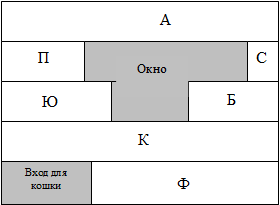 А
П Окно С
Ю Б
К
Вход для
кошки
Ф